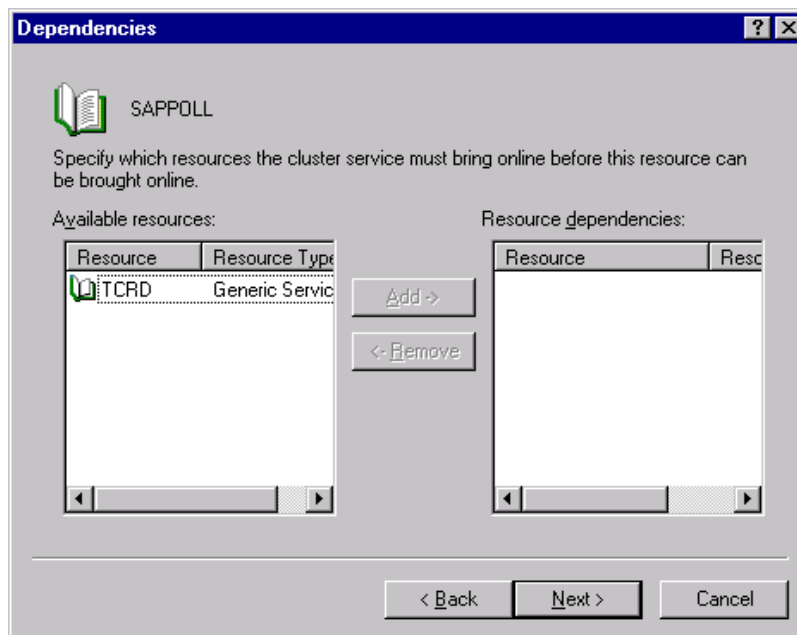 Dependencies
SAPPOLL
Specify which resources the cluster service must bring online before this resource can
be brought online.
Available resources:
Resource dependencies:
Resource Resource Type
Resource Resc
TCRD Generic Servic
Add ->
<- Remove
< Back Next > Cancel